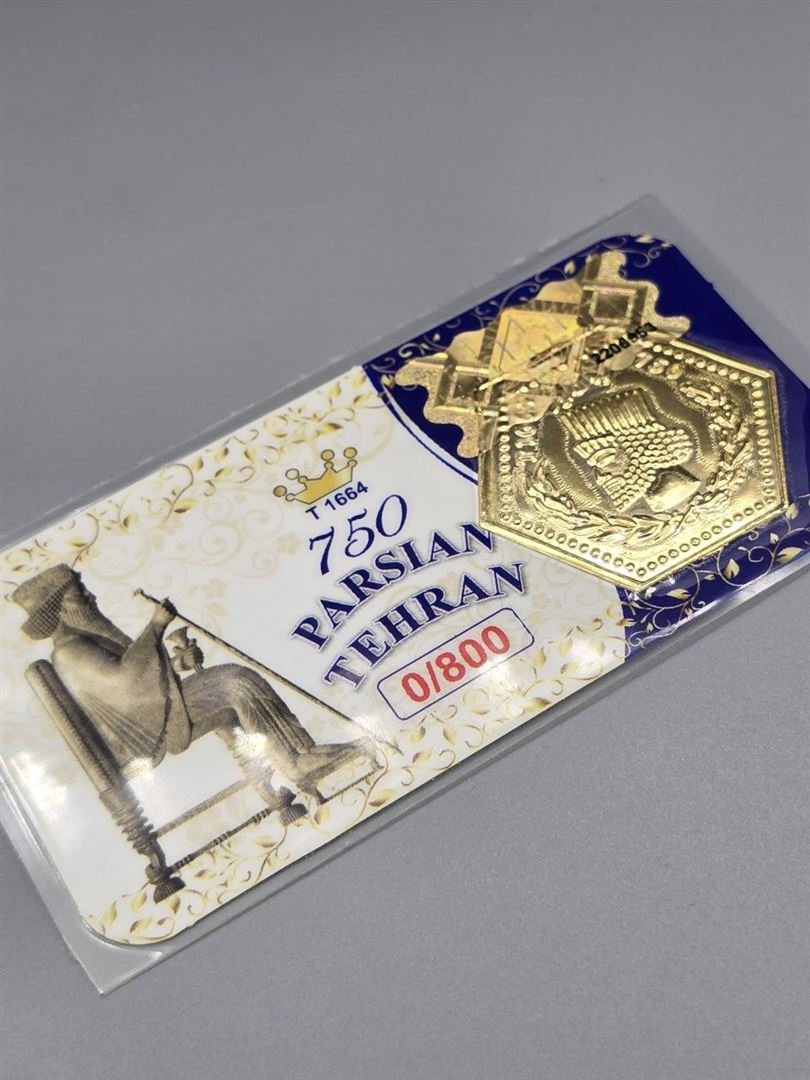 T 1664
750
PARSIAN
TEHRAN
0/800